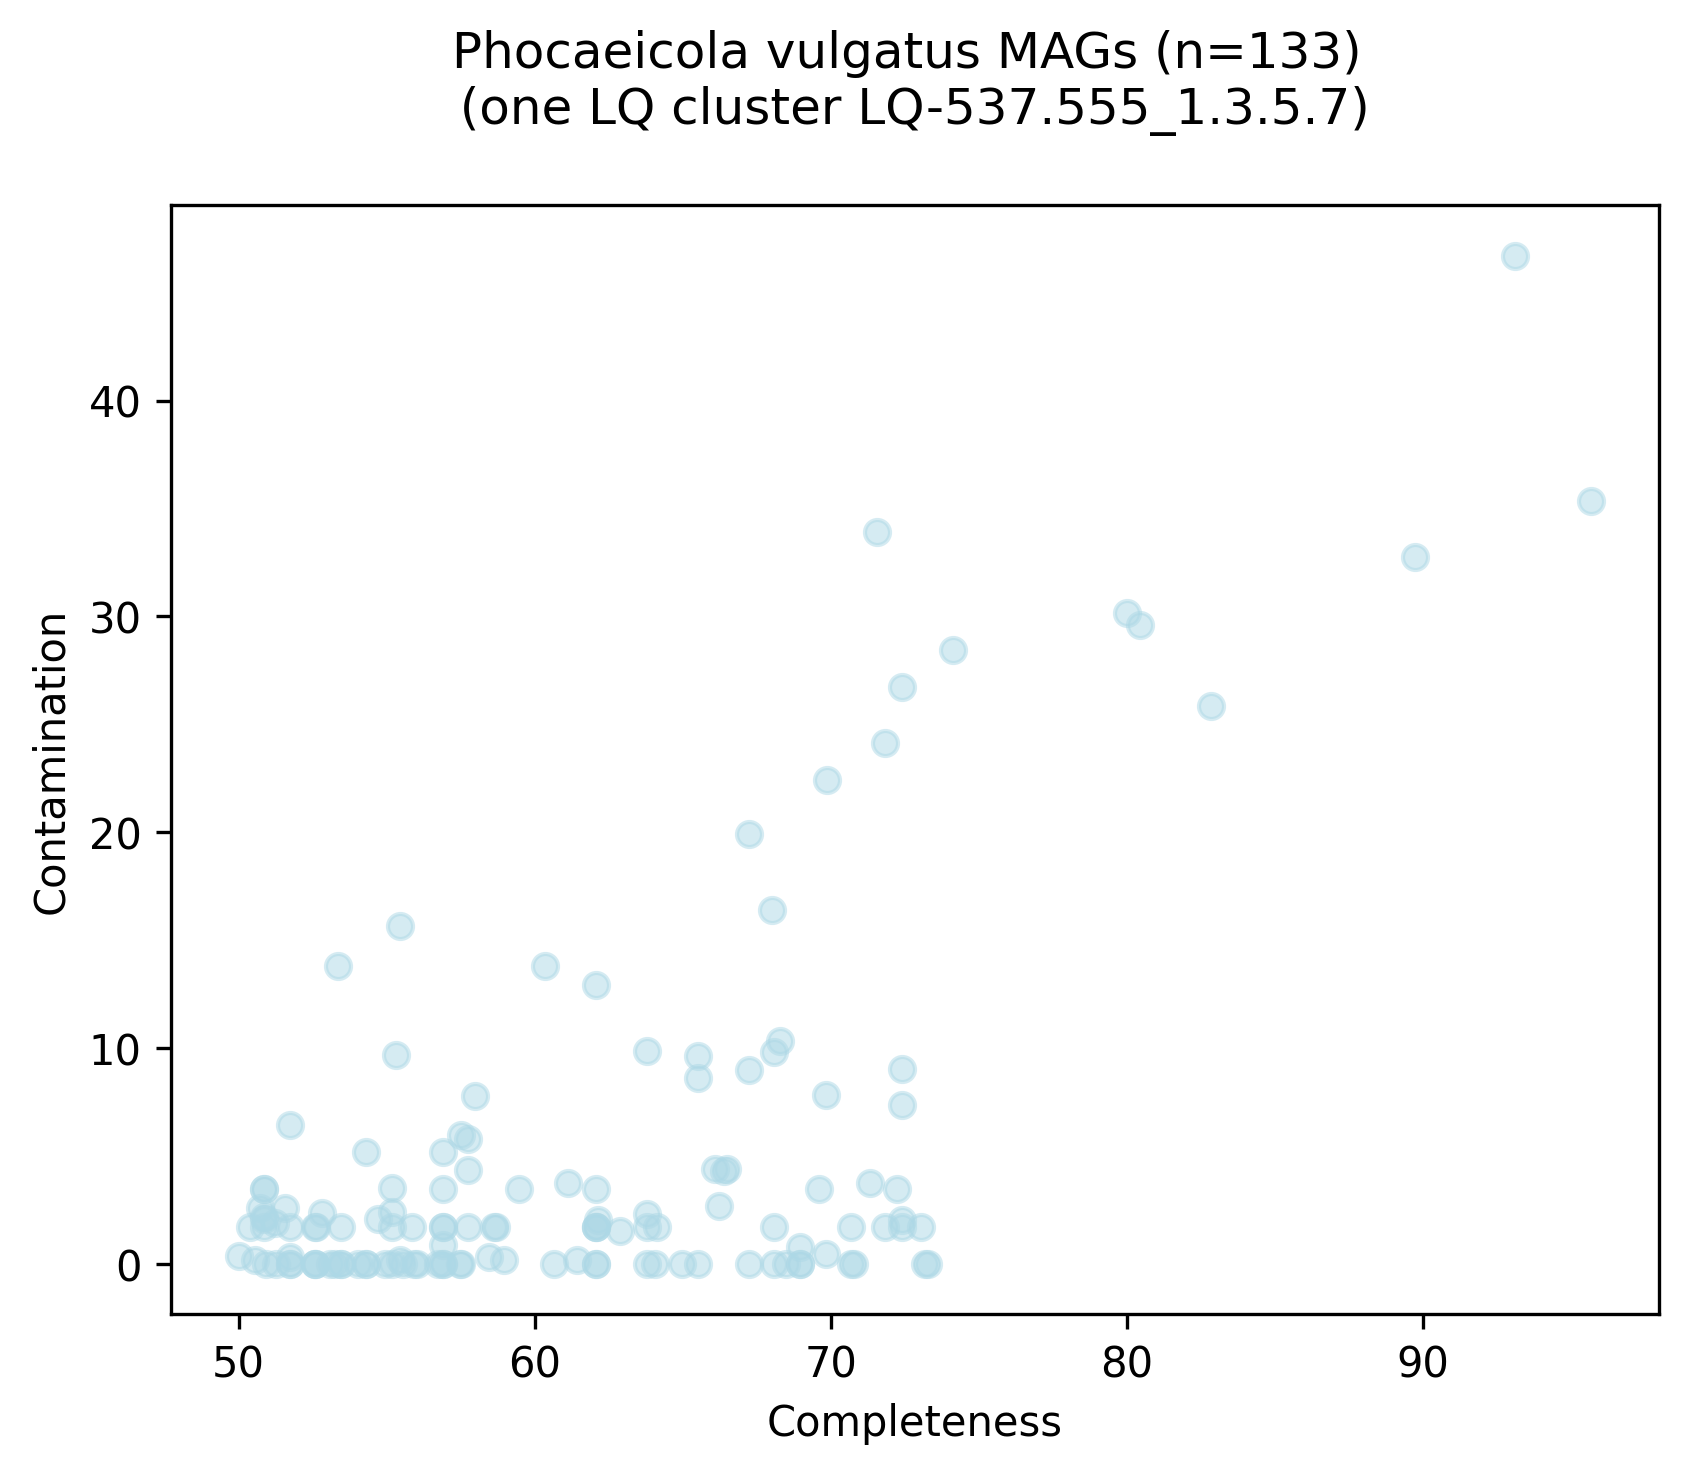 Phocaeicola vulgatus MAGs (n=133)
(one LQ cluster LQ-537.555_1.3.5.7)
40
30
20
10
0
Contamination
50 60 70 80 90
Completeness